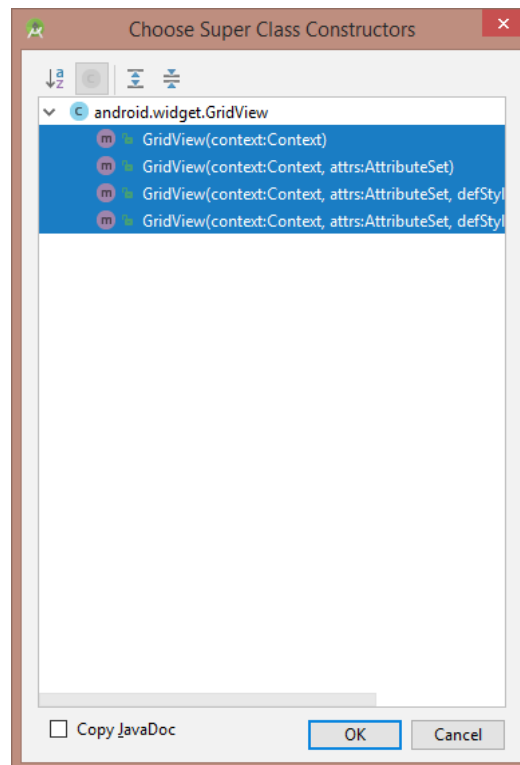 Choose Super Class Constructors
android.widget.GridView
GridView(context:Context)
GridView(context:Context, attrs:AttributeSet)
GridView(context:Context, attrs:AttributeSet, defStyl
GridView(context:Context, attrs:AttributeSet, defStyl
Copy JavaDoc
OK
Cancel